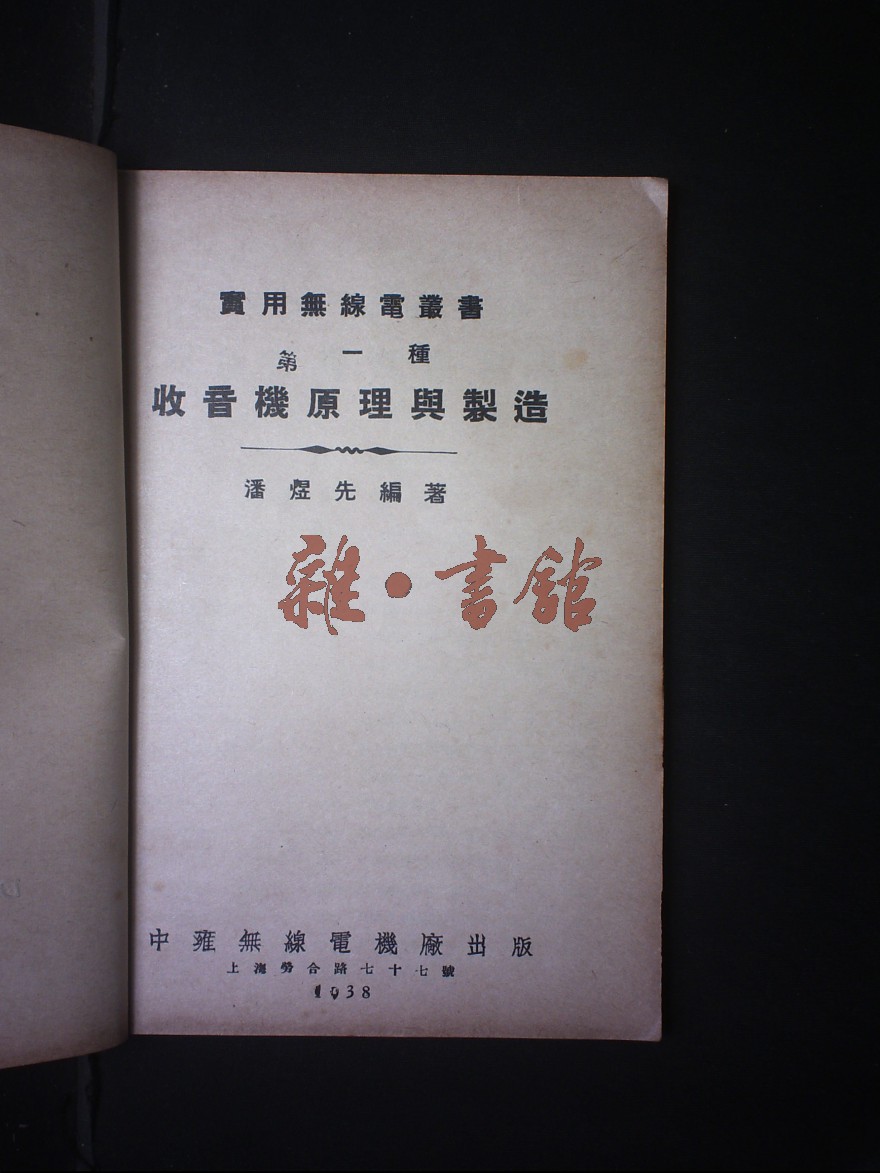 實用無線電叢書
第一種
收音機原理與製造
潘煜先編著
雜·書館
中雍無線電機廠出版
上海勞合路七十七號
1938